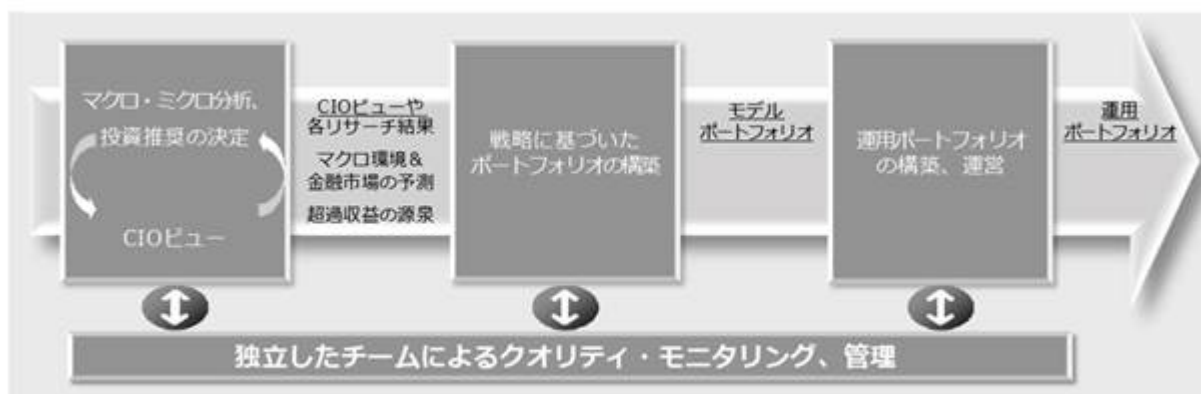 マクロ・ミクロ分析、
投資推奨の決定
CIOビュー
CIOビューや
各リサーチ結果
マクロ環境＆
金融市場の予測
超過収益の源泉
戦略に基づいた
ポートフォリオの構築
モデル
ポートフォリオ
運用ポートフォリオ
の構築、運営
運用
ポートフォリオ
独立したチームによるクオリティ・モニタリング、管理